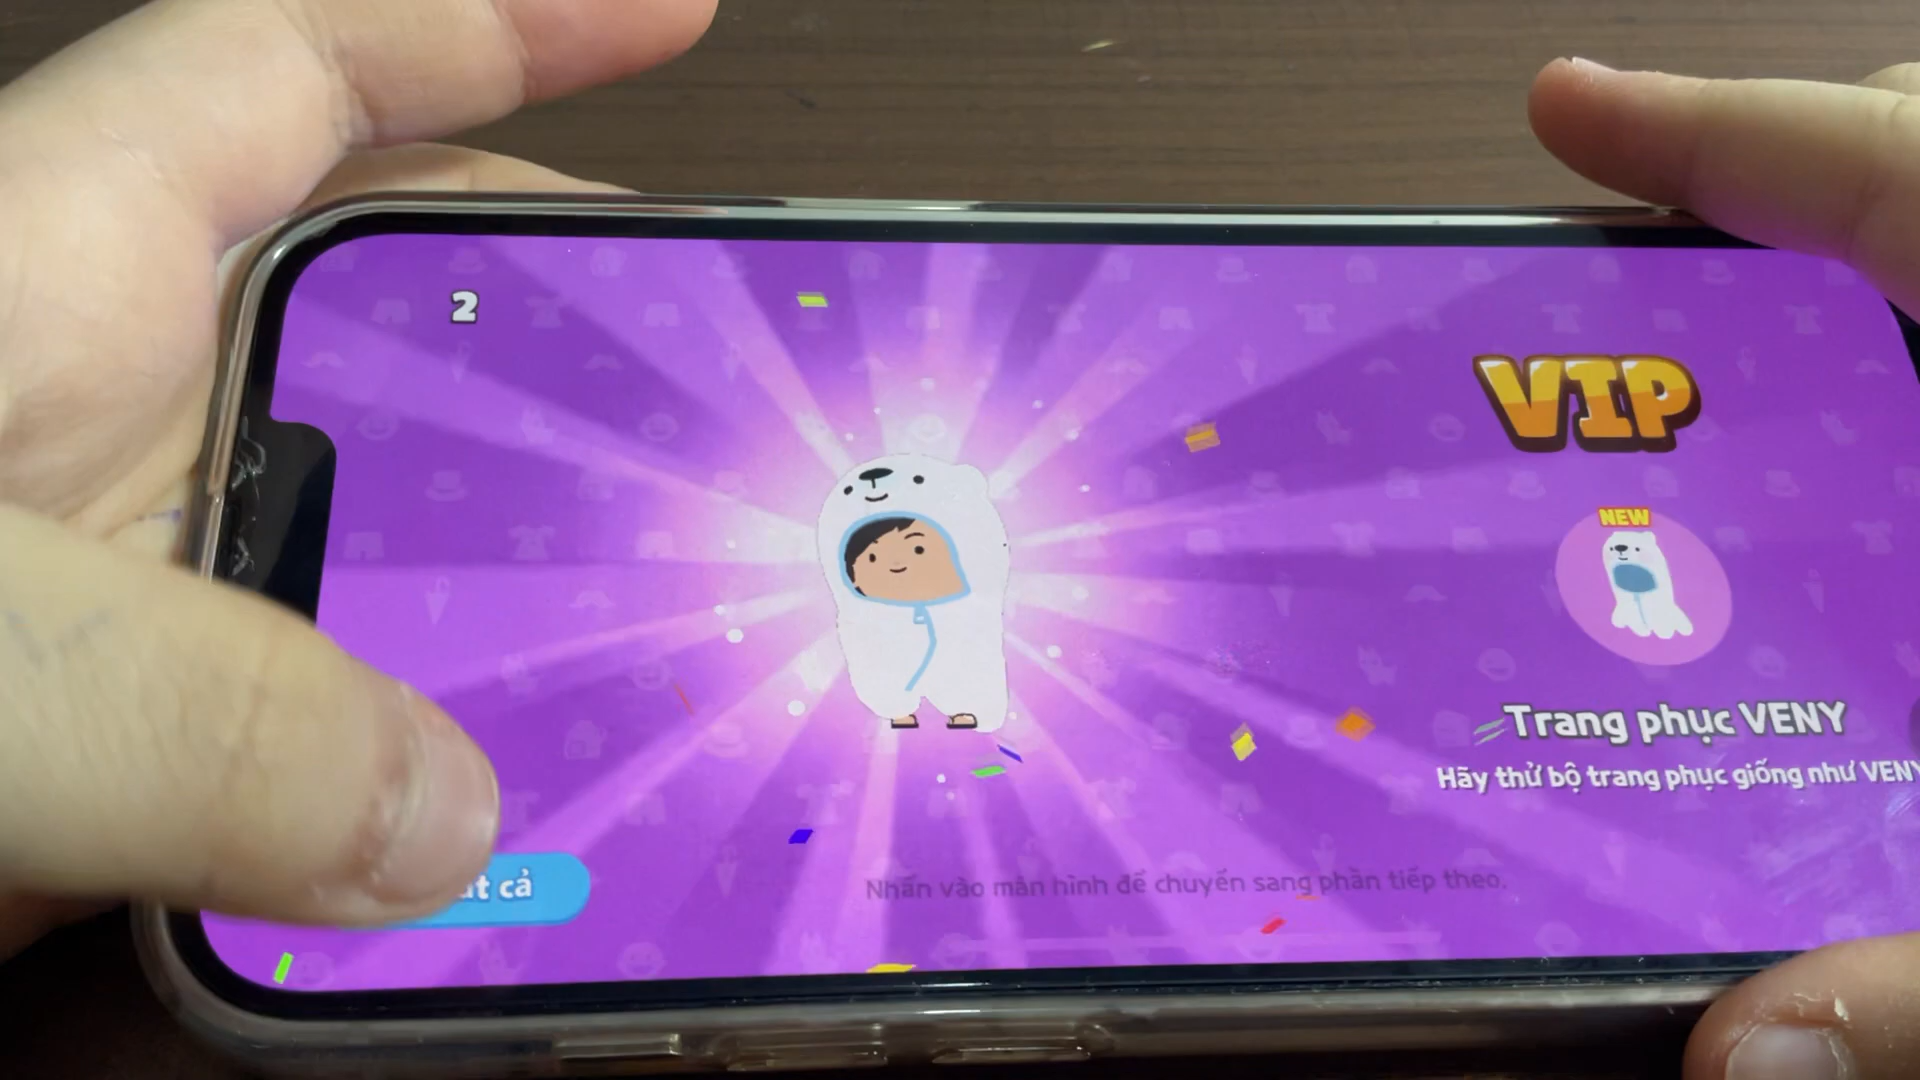 2
VIP
NEW
Trang phục VENY
Hãy thử bộ trang phục giống như VENY
cả
Nhấn vào màn hình để chuyển sang phần tiếp theo.